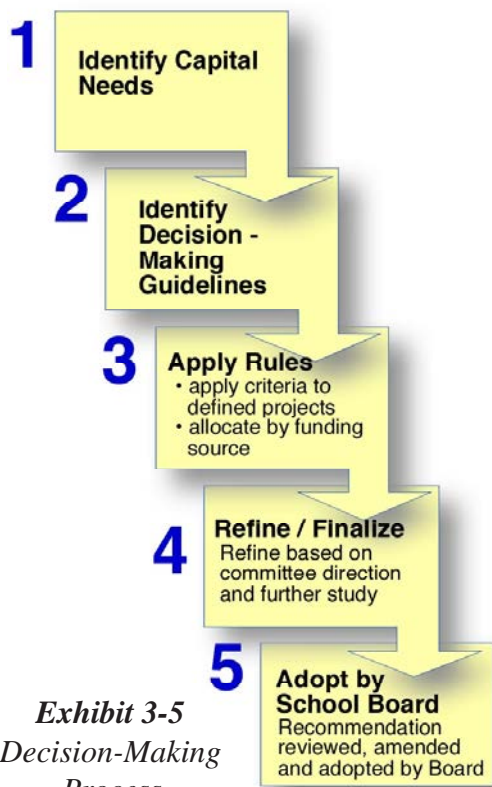 1
Identify Capital
Needs
2
Identify
Decision -
Making
Guidelines
3
Apply Rules
• apply criteria to
defined projects
• allocate by funding
source
4
Refine / Finalize
Refine based on
committee direction
and further study
5
Adopt by
School Board
Recommendation
reviewed, amended
and adopted by Board
Exhibit 3-5
Decision-Making
Process